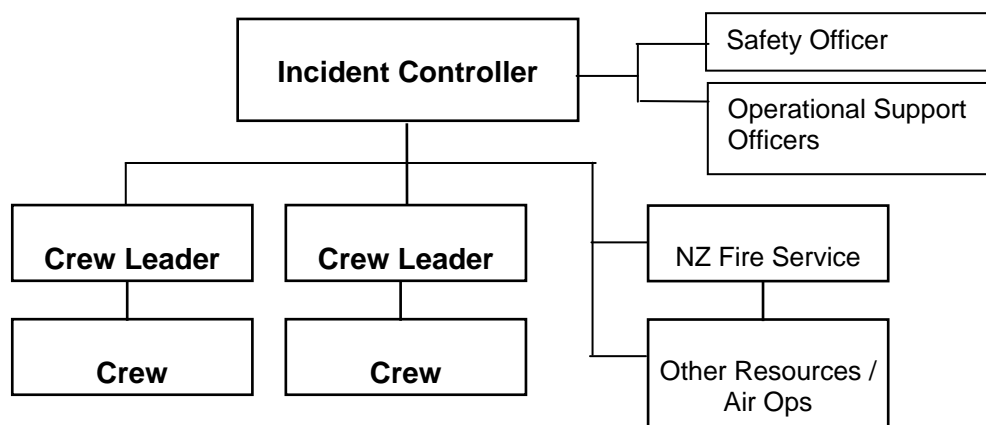 Incident Controller
Safety Officer
Operational Support
Officers
Crew Leader
Crew Leader
NZ Fire Service
Crew
Crew
Other Resources /
Air Ops